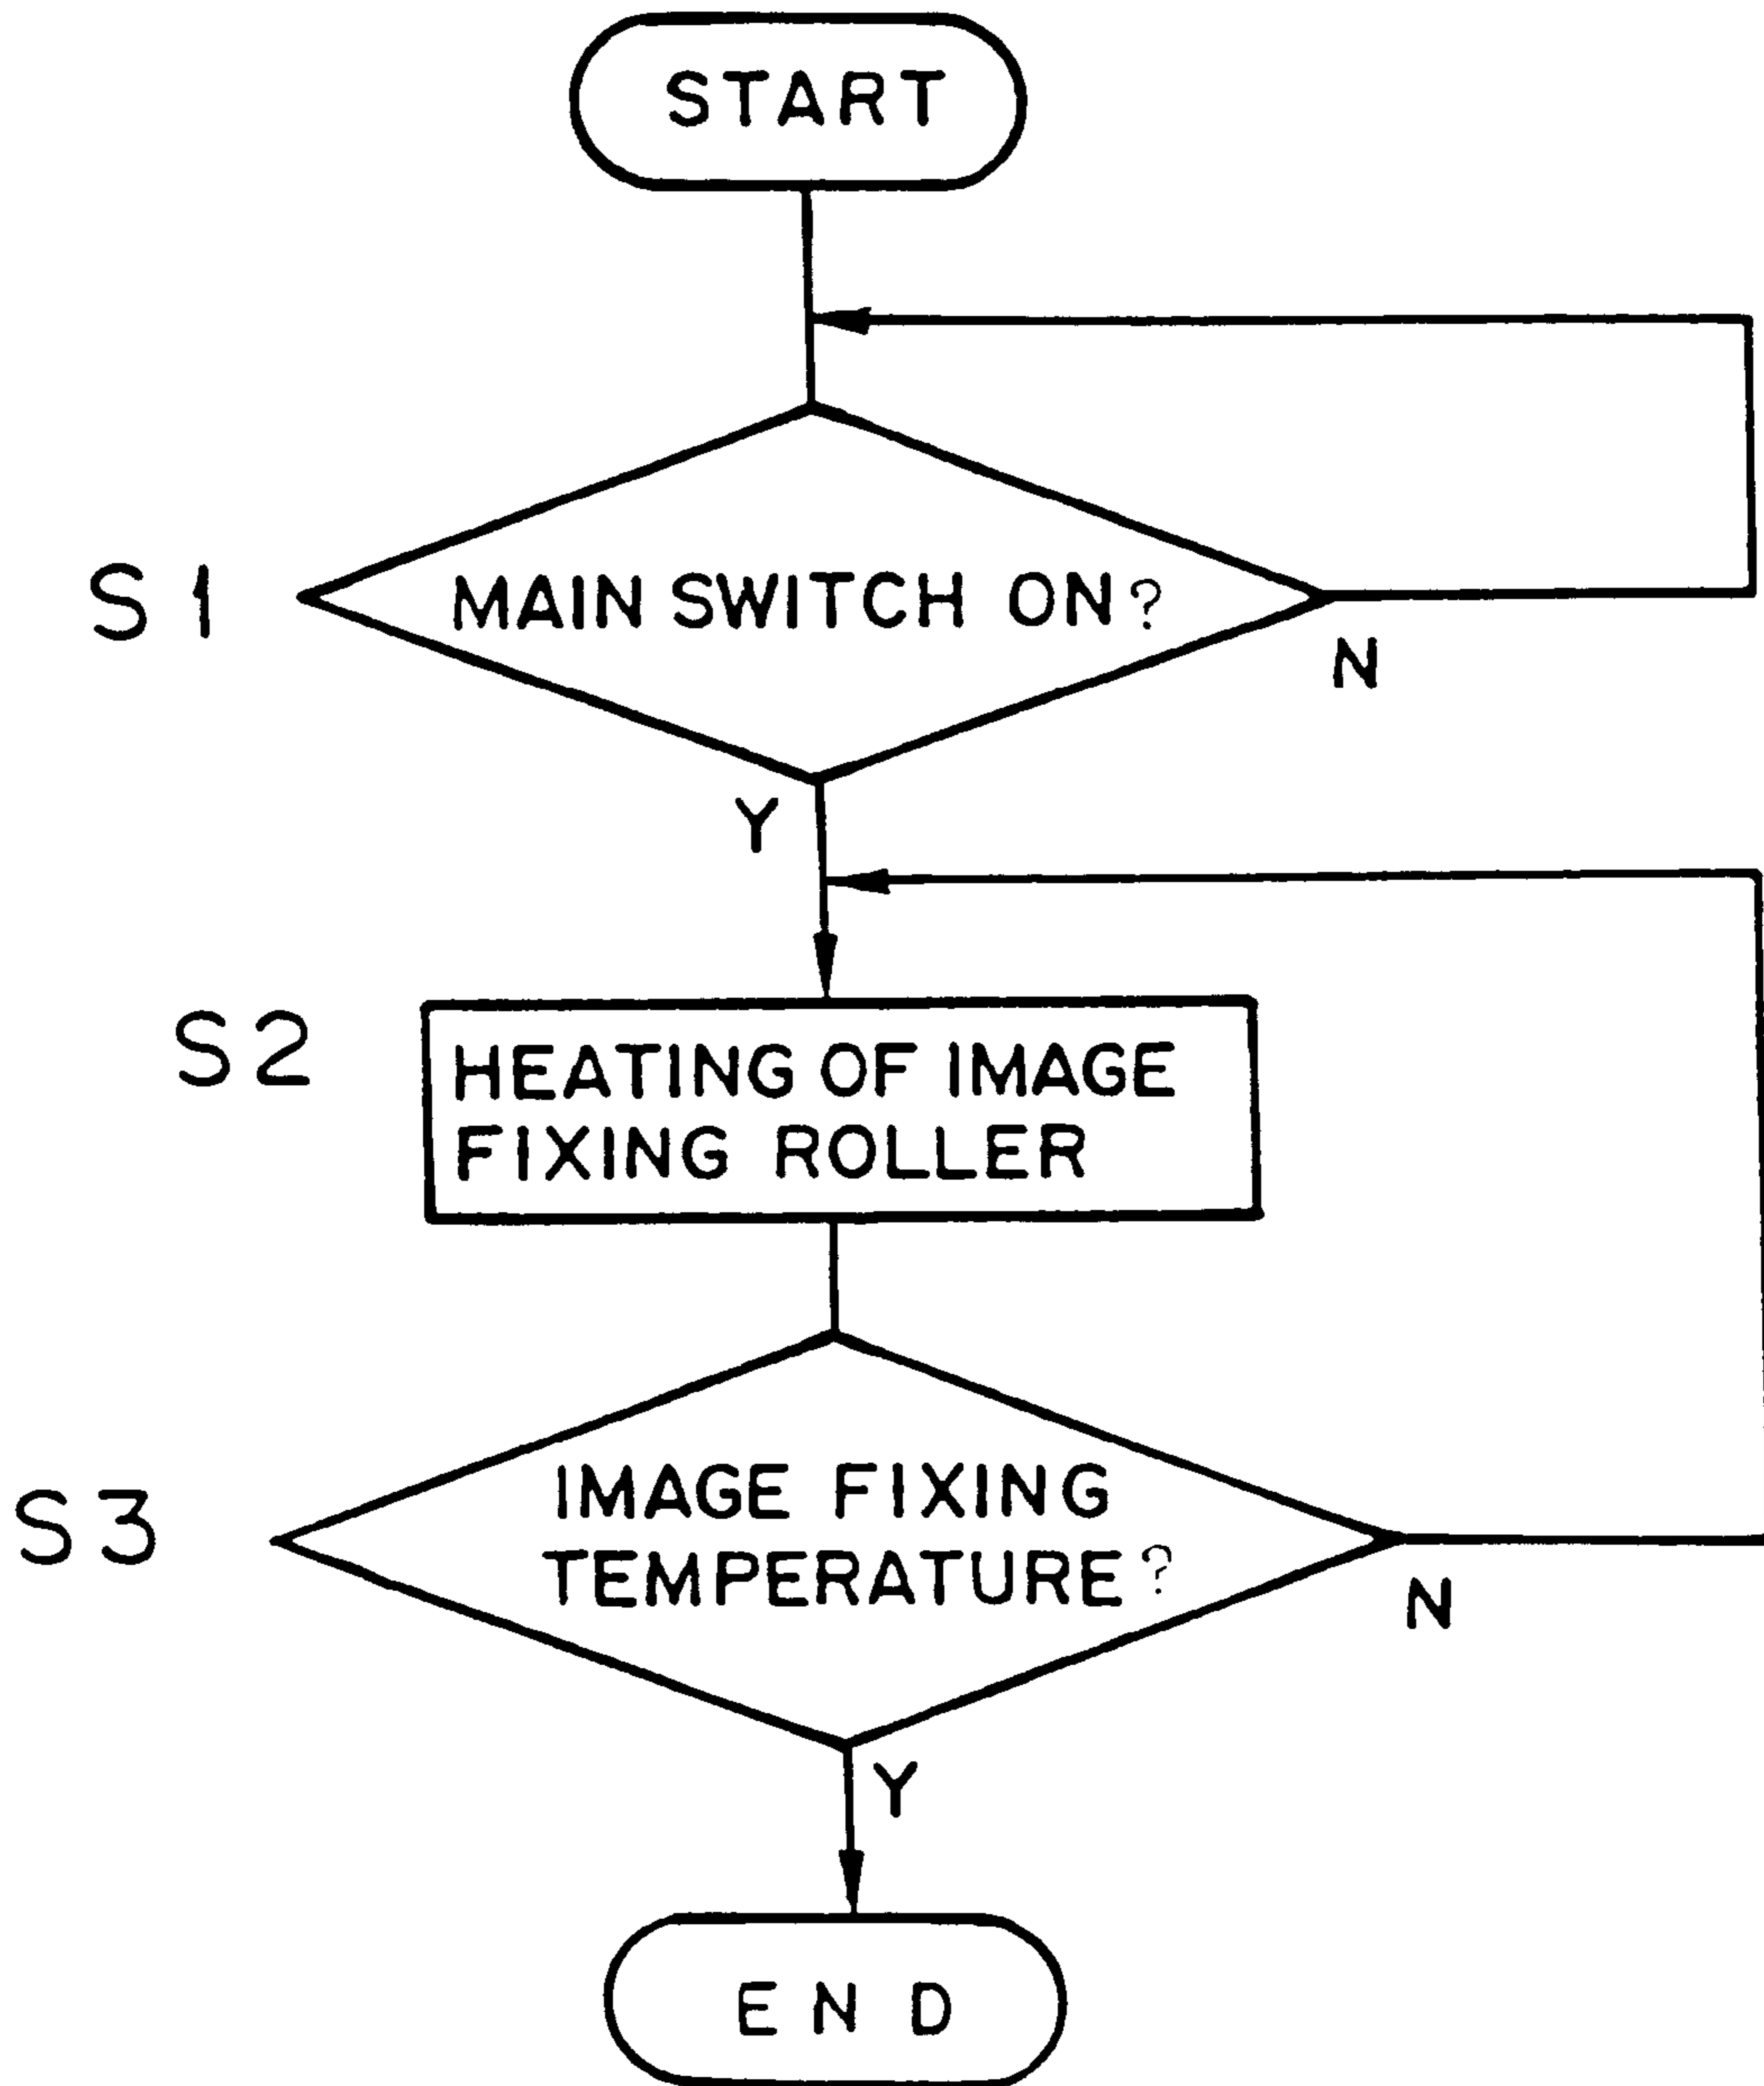 START
S1
MAIN SWITCH ON?
N
Y
S2
HEATING OF IMAGE
FIXING ROLLER
S3
IMAGE FIXING
TEMPERATURE?
N
Y
END